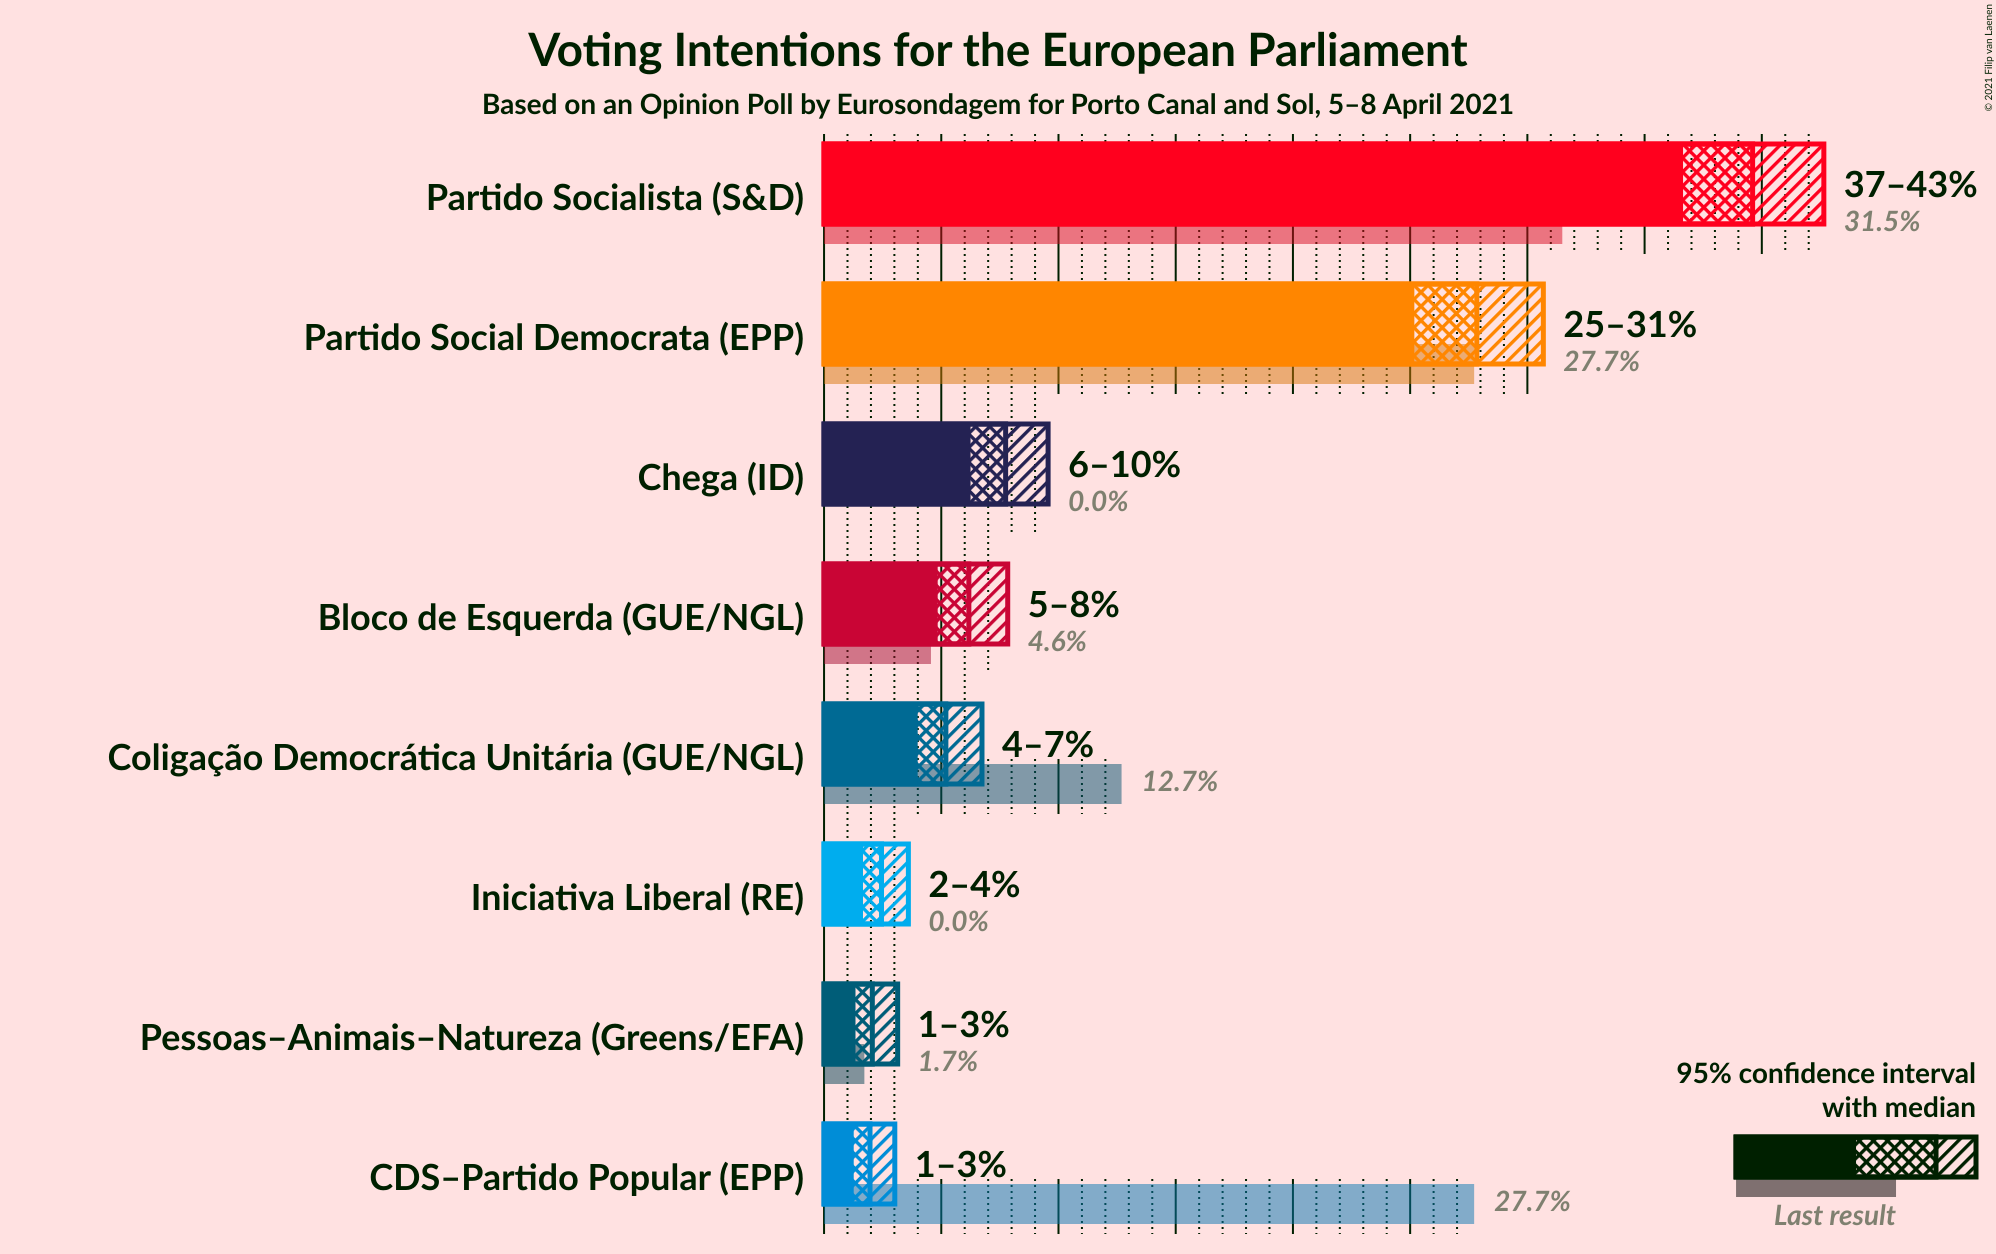 Voting Intentions for the European Parliament
Based on an Opinion Poll by Eurosondagem for Porto Canal and Sol, 5–8 April 2021
© 2021 Filip van Laenen
Partido Socialista (S&D)
37–43%
31.5%
Partido Social Democrata (EPP)
25–31%
27.7%
Chega (ID)
6–10%
0.0%
Bloco de Esquerda (GUE/NGL)
5–8%
4.6%
Coligação Democrática Unitária (GUE/NGL)
4–7%
12.7%
Iniciativa Liberal (RE)
2–4%
0.0%
Pessoas–Animais–Natureza (Greens/EFA)
1–3%
1.7%
CDS–Partido Popular (EPP)
1–3%
27.7%
95% confidence interval
with median
Last result